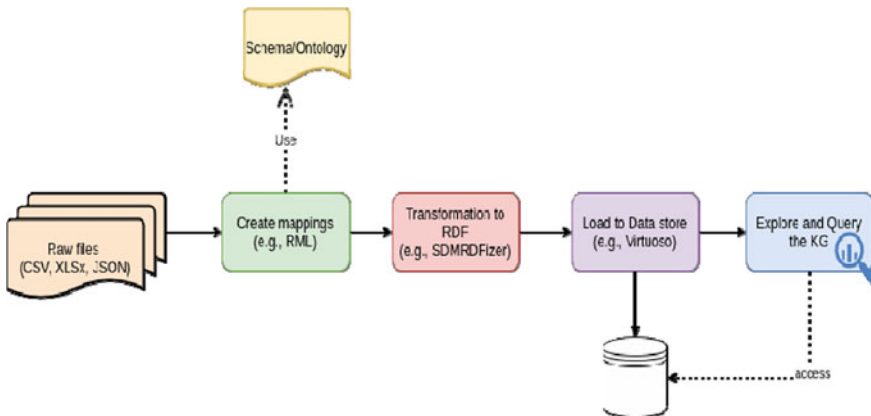 Schema/Ontology
Use
Raw files
(CSV, XLSx, JSON)
Create mappings
(e.g., RML)
Transformation to
RDF
(e.g., SDMRDFizer)
Load to Data store
(e.g., Virtuoso)
Explore and Query
the KG
access